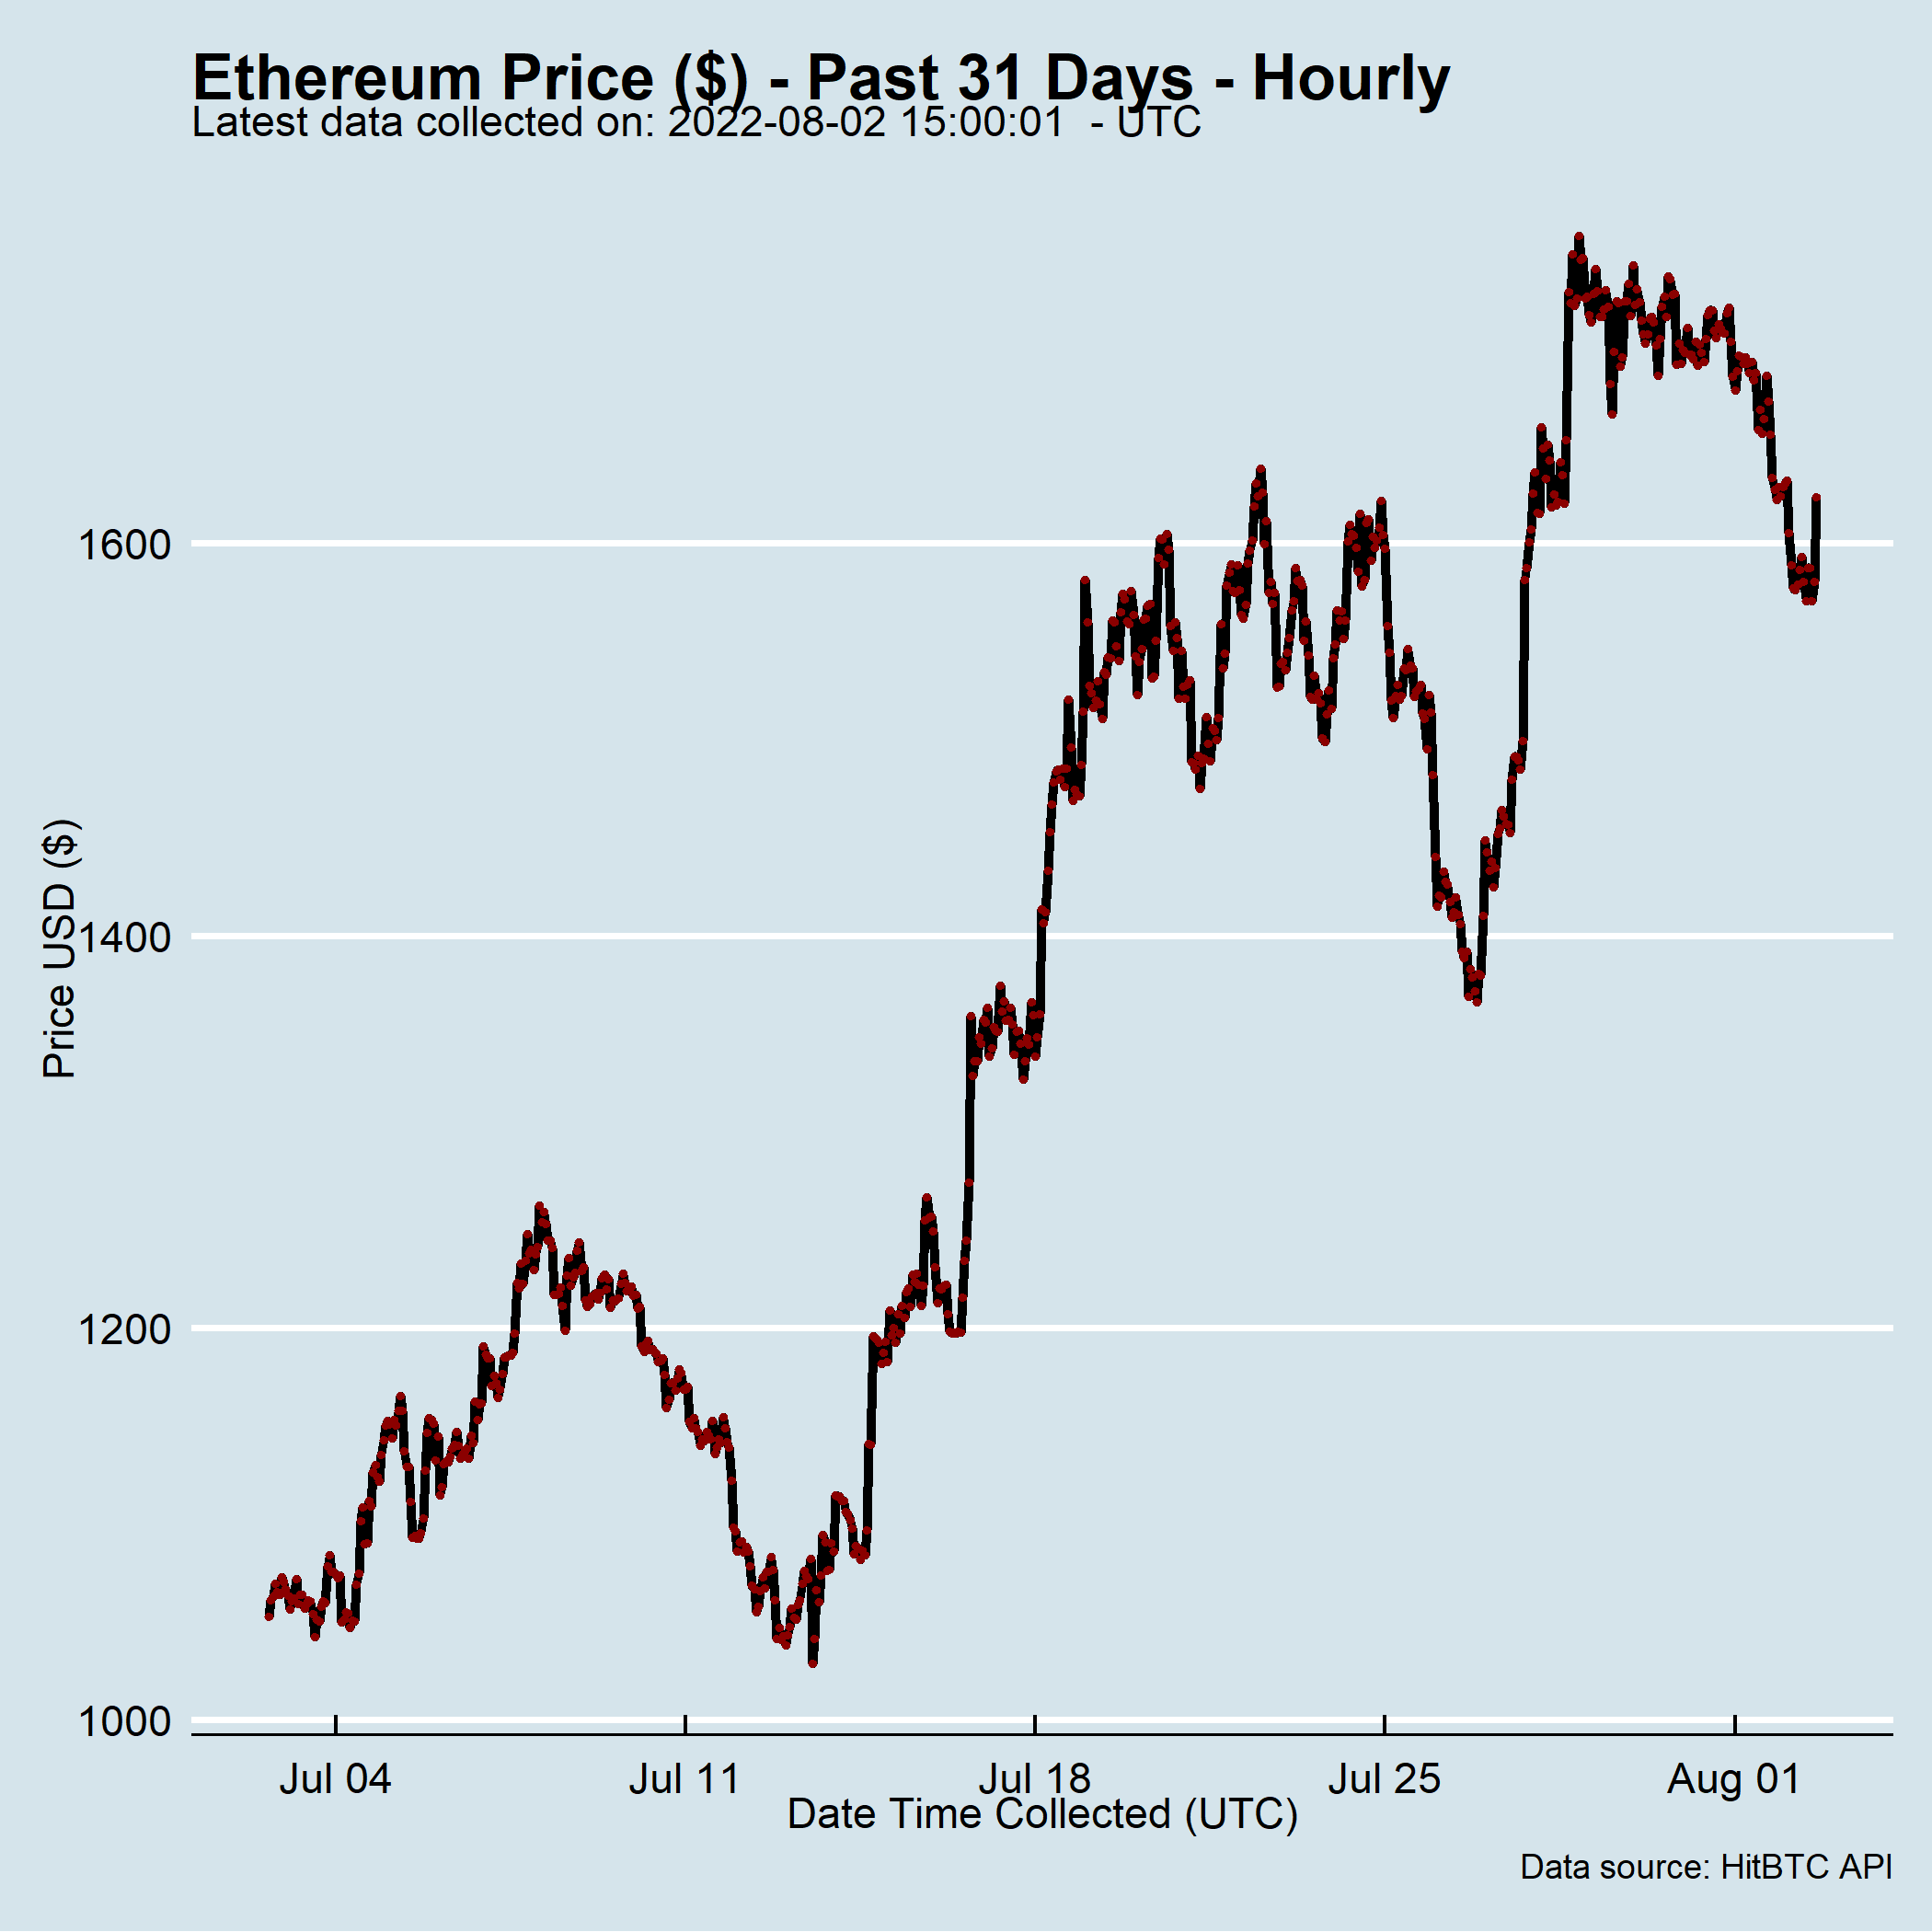 Ethereum Price ($) - Past 31 Days - Hourly
Latest data collected on: 2022-08-02 15:00:01  - UTC
Price USD ($)
1600
1400
1200
1000
Jul 04 Jul 11 Jul 18 Jul 25 Aug 01
Date Time Collected (UTC)
Data source: HitBTC API